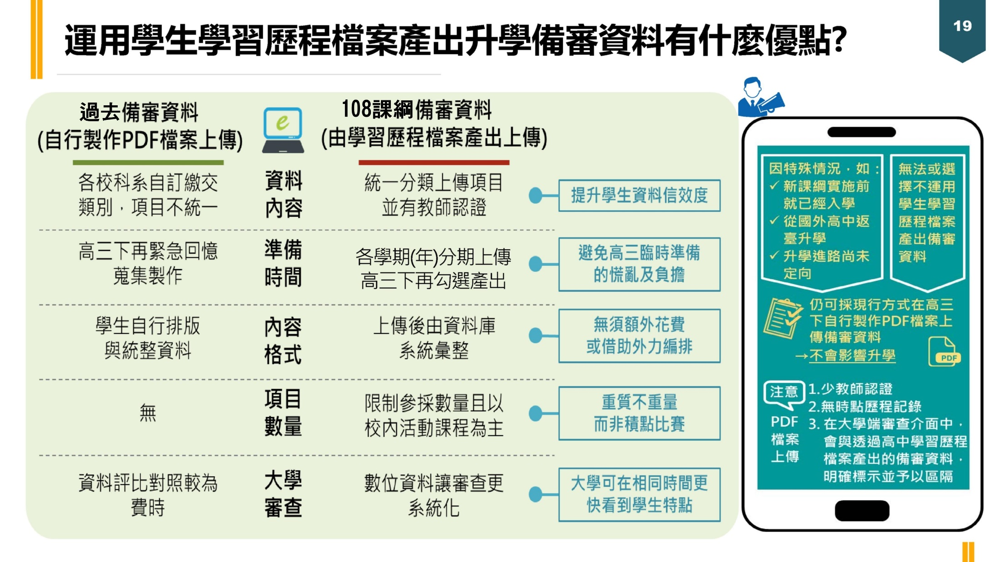 運用學生學習歷程檔案產出升學備審資料有什麼優點?
19
過去備審資料
(自行製作PDF檔案上傳)
e
108課綱備審資料
(由學習歷程檔案產出上傳)
各校科系自訂繳交
類別，項目不統一
資料
內容
統一分類上傳項目
並有教師認證
提升學生資料信效度
高三下再緊急回憶
蒐集製作
準備
時間
各學期(年)分期上傳
高三下再勾選產出
避免高三臨時準備
的慌亂及負擔
學生自行排版
與統整資料
內容
格式
上傳後由資料庫
系統彙整
無須額外花費
或借助外力編排
無
項目
數量
限制參採數量且以
校內活動課程為主
重質不重量
而非積點比賽
資料評比對照較為
費時
大學
審查
數位資料讓審查更
系統化
大學可在相同時間更
快看到學生特點
因特殊情況，如：
✓ 新課綱實施前
就已經入學
✓ 從國外高中返
臺升學
✓ 升學進路尚未
定向
無法或選
擇不運用
學生學習
歷程檔案
產出備審
資料
仍可採現行方式在高三
下自行製作PDF檔案上
傳備審資料
→不會影響升學
PDF
注意
PDF
檔案
上傳
1.少教師認證
2.無時點歷程記錄
3. 在大學端審查介面中，
會與透過高中學習歷程
檔案產出的備審資料，
明確標示並予以區隔